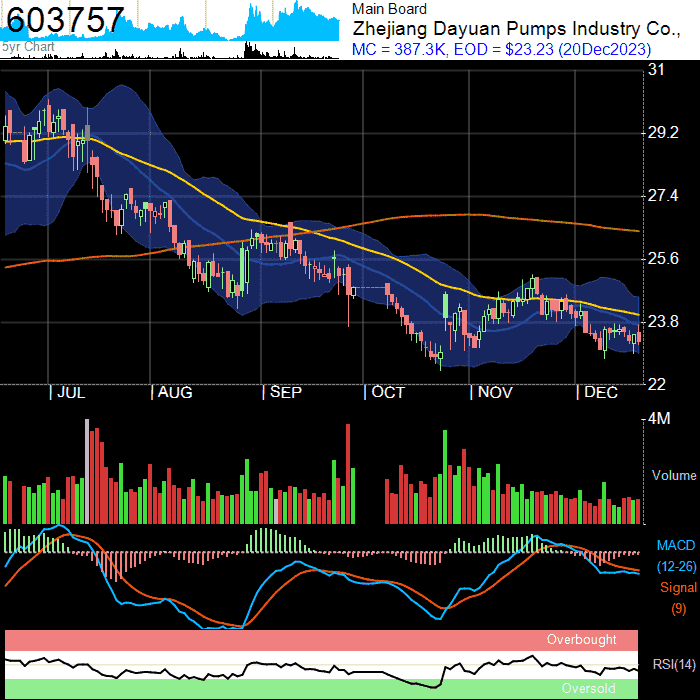 603757
5yr Chart
Main Board
Zhejiang Dayuan Pumps Industry Co.,
MC = 387.3K, EOD = $23.23 (20Dec2023)
31
29.2
27.4
25.6
23.8
22
JUL AUG SEP OCT NOV DEC
4M
Volume
MACD
(12-26)
Signal
(9)
Overbought
RSI(14)
Oversold